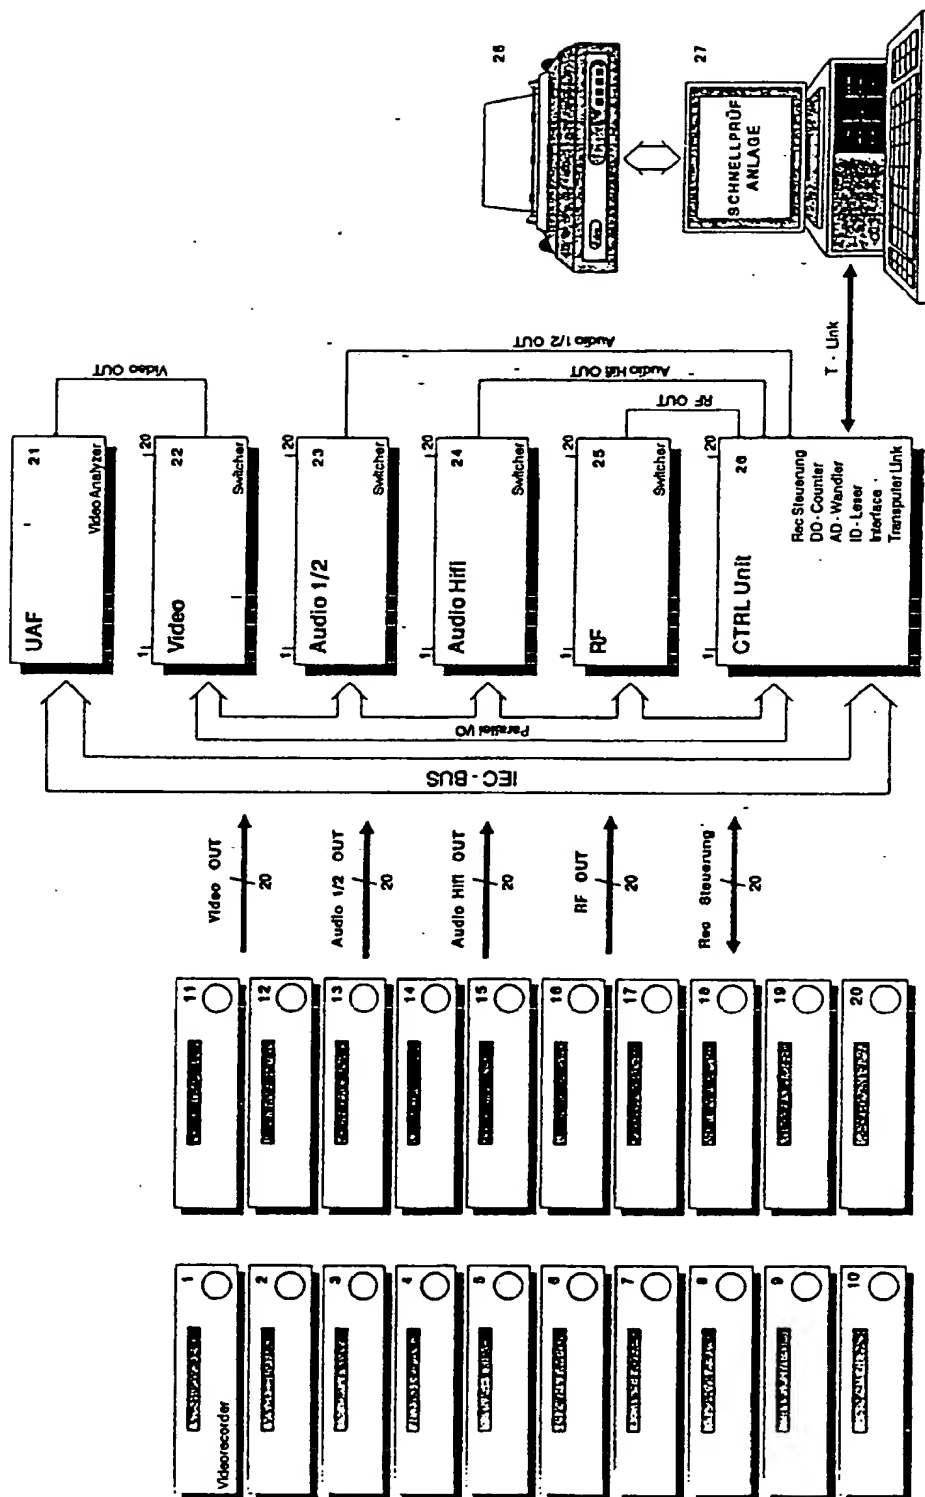 Videorecorder
1
2
3
4
5
6
7
8
9
10
11
12
13
14
15
16
17
18
19
20
Video OUT
20
Audio 1/2 OUT
20
Audio Hifi OUT
20
RF OUT
20
Rec Steuerung
20
IEC - BUS
Parallel I/O
UAF
21
Video Analyzer
1
20
Video
22
Switcher
1
20
Audio 1/2
23
Switcher
1
20
Audio Hifi
24
Switcher
1
20
RF
25
Switcher
1
20
CTRL Unit
26
Rec Steuerung
DO - Counter
AD - Wandler
ID - Leser
Interface
Transputer Link
Video OUT
Audio 1/2 OUT
Audio Hifi OUT
RF OUT
T - Link
28
27
SCHNELLPRÜF
ANLAGE